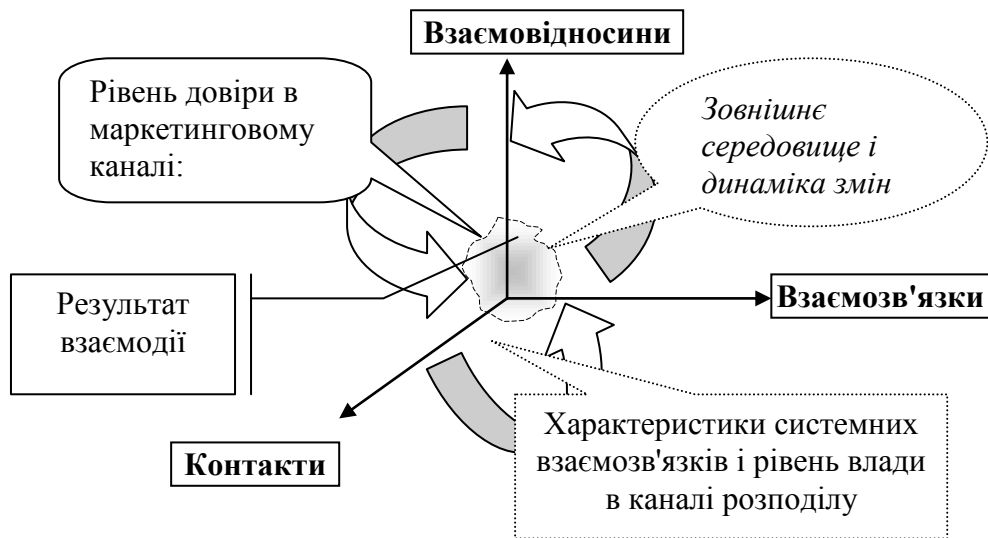 Взаємовідносини
Рівень довіри в
маркетинговому
каналі:
Зовнішнє
середовище і
динаміка змін
Результат
взаємодії
Взаємозв'язки
Контакти
Характеристики системних
взаємозв'язків і рівень влади
в каналі розподілу